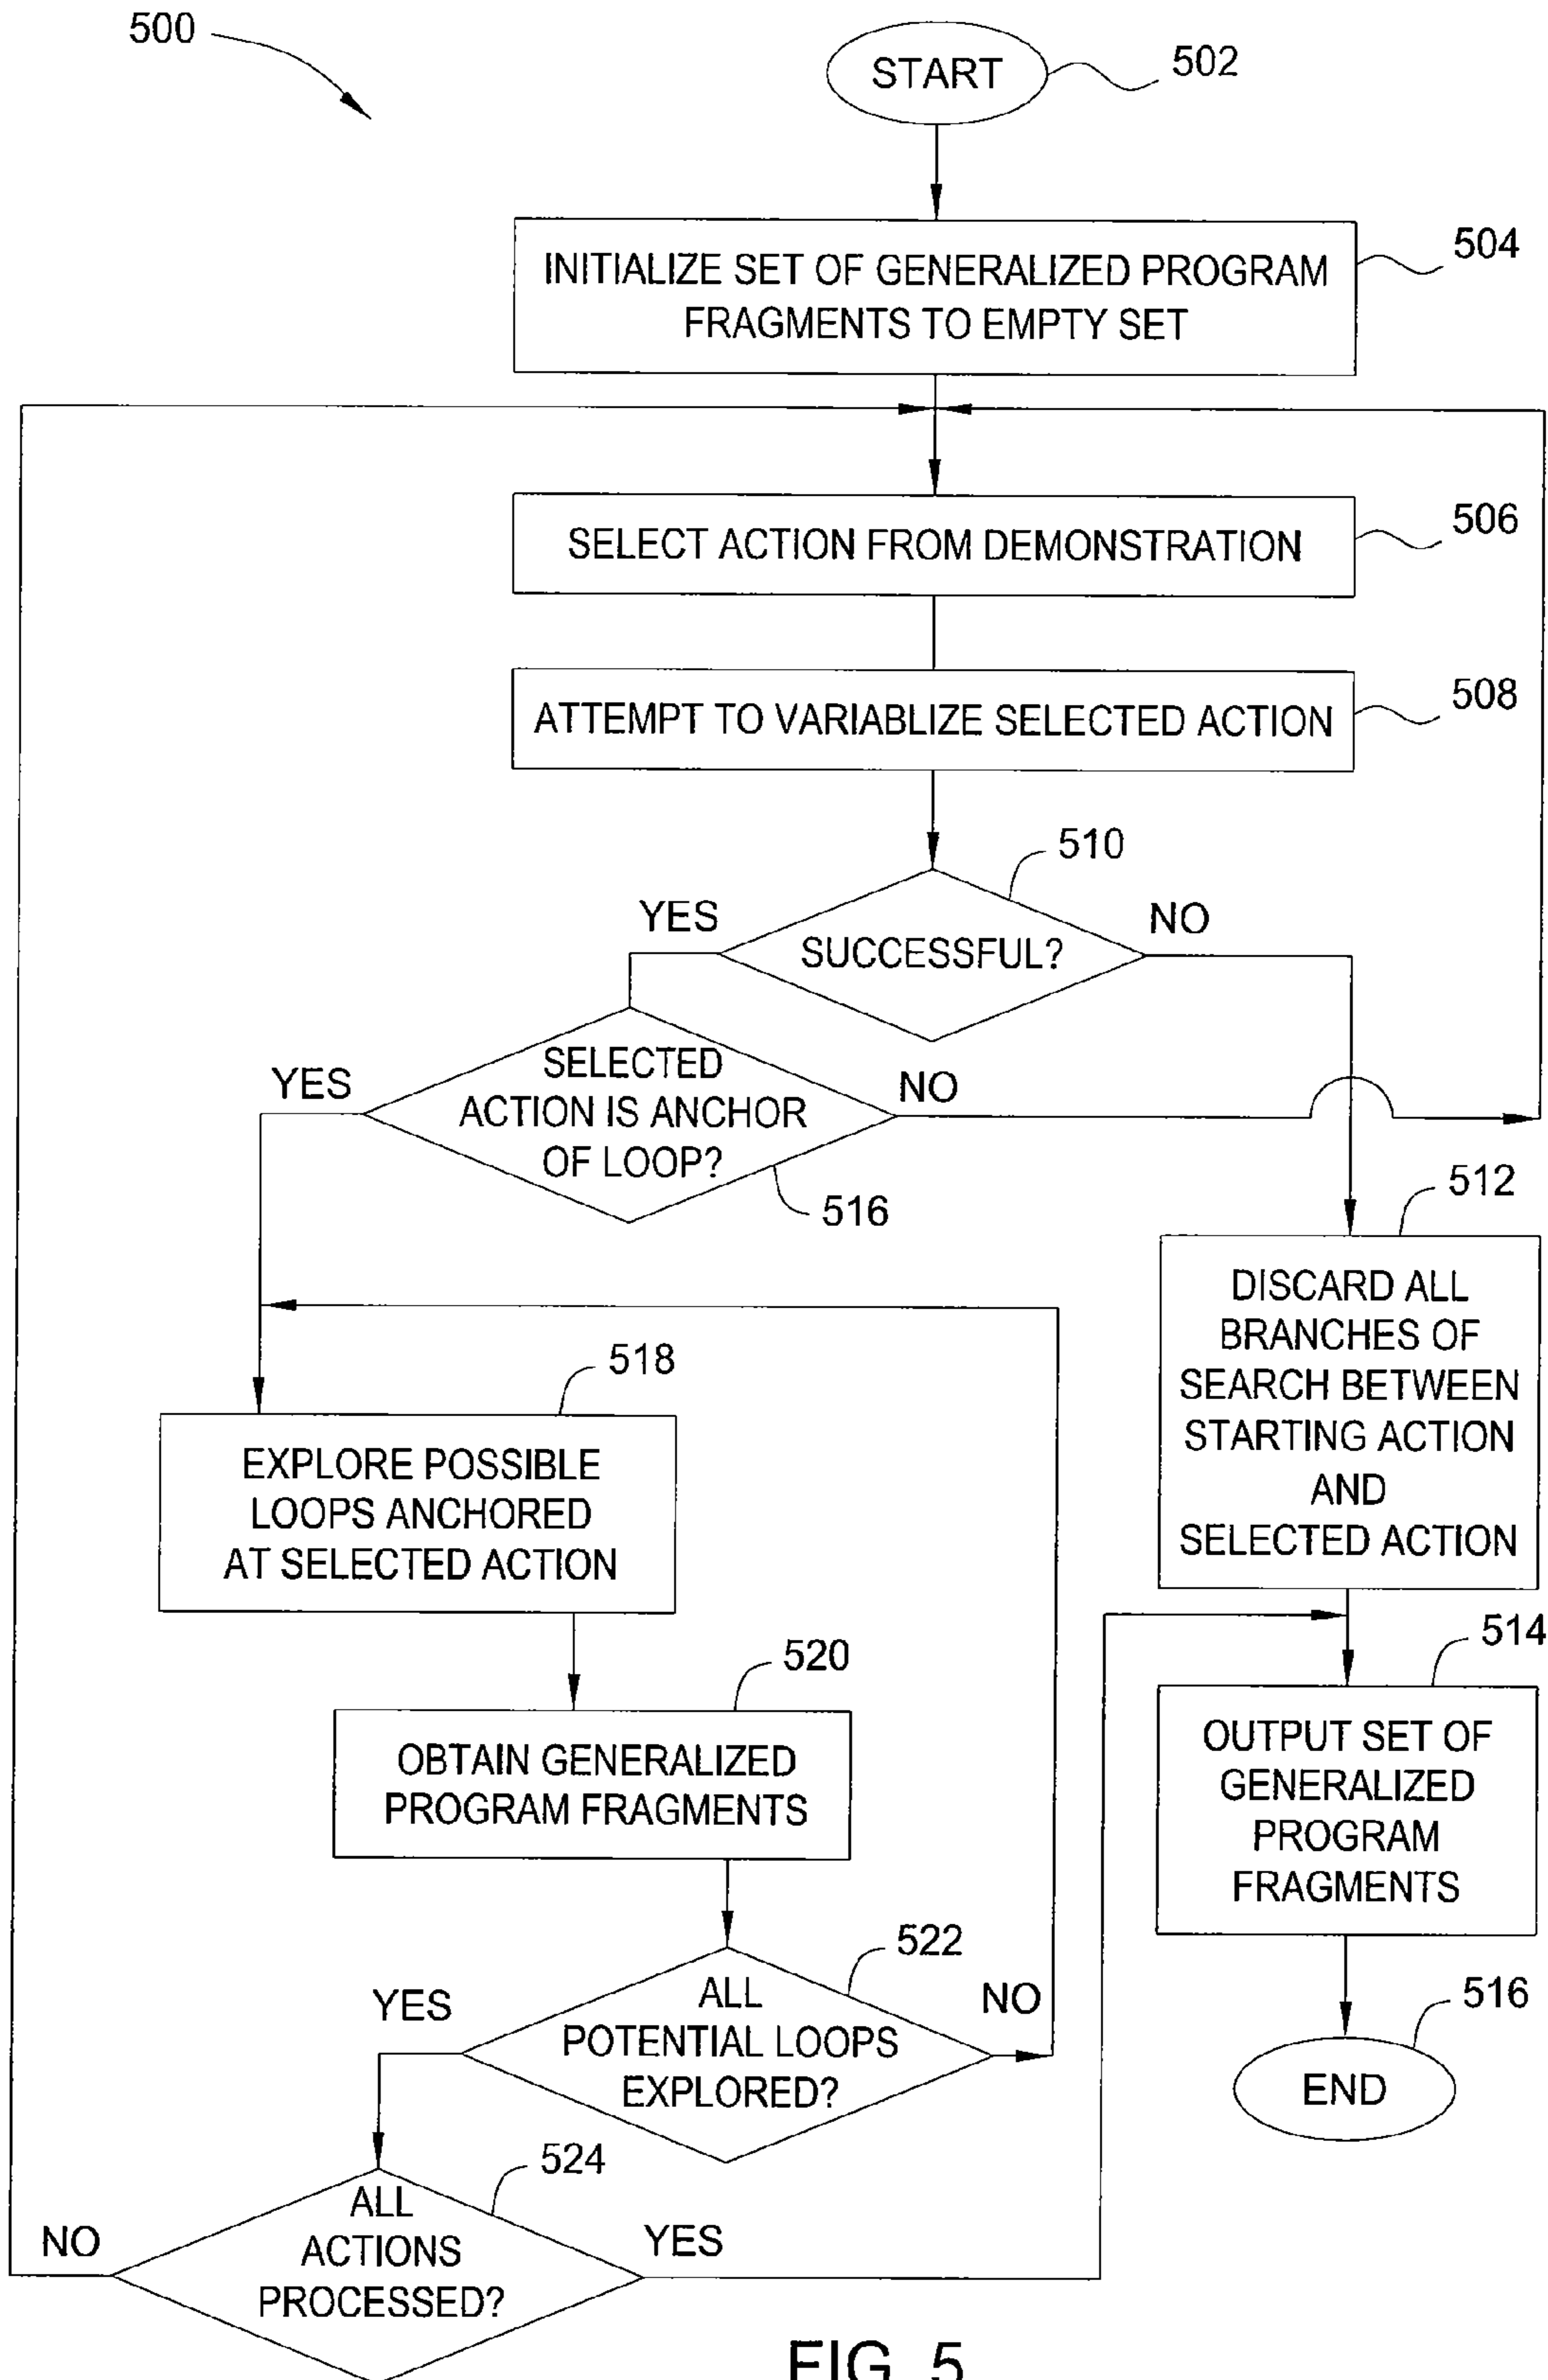 500
START
502
INITIALIZE SET OF GENERALIZED PROGRAM
FRAGMENTS TO EMPTY SET
504
SELECT ACTION FROM DEMONSTRATION
506
ATTEMPT TO VARIABLIZE SELECTED ACTION
508
510
YES
SUCCESSFUL?
NO
YES
SELECTED
ACTION IS ANCHOR
OF LOOP?
NO
516
512
DISCARD ALL
BRANCHES OF
SEARCH BETWEEN
STARTING ACTION
AND
SELECTED ACTION
518
EXPLORE POSSIBLE
LOOPS ANCHORED
AT SELECTED ACTION
520
OBTAIN GENERALIZED
PROGRAM FRAGMENTS
514
OUTPUT SET OF
GENERALIZED
PROGRAM
FRAGMENTS
522
YES
ALL
POTENTIAL LOOPS
EXPLORED?
NO
516
END
524
NO
ALL
ACTIONS
PROCESSED?
YES
FIG. 5